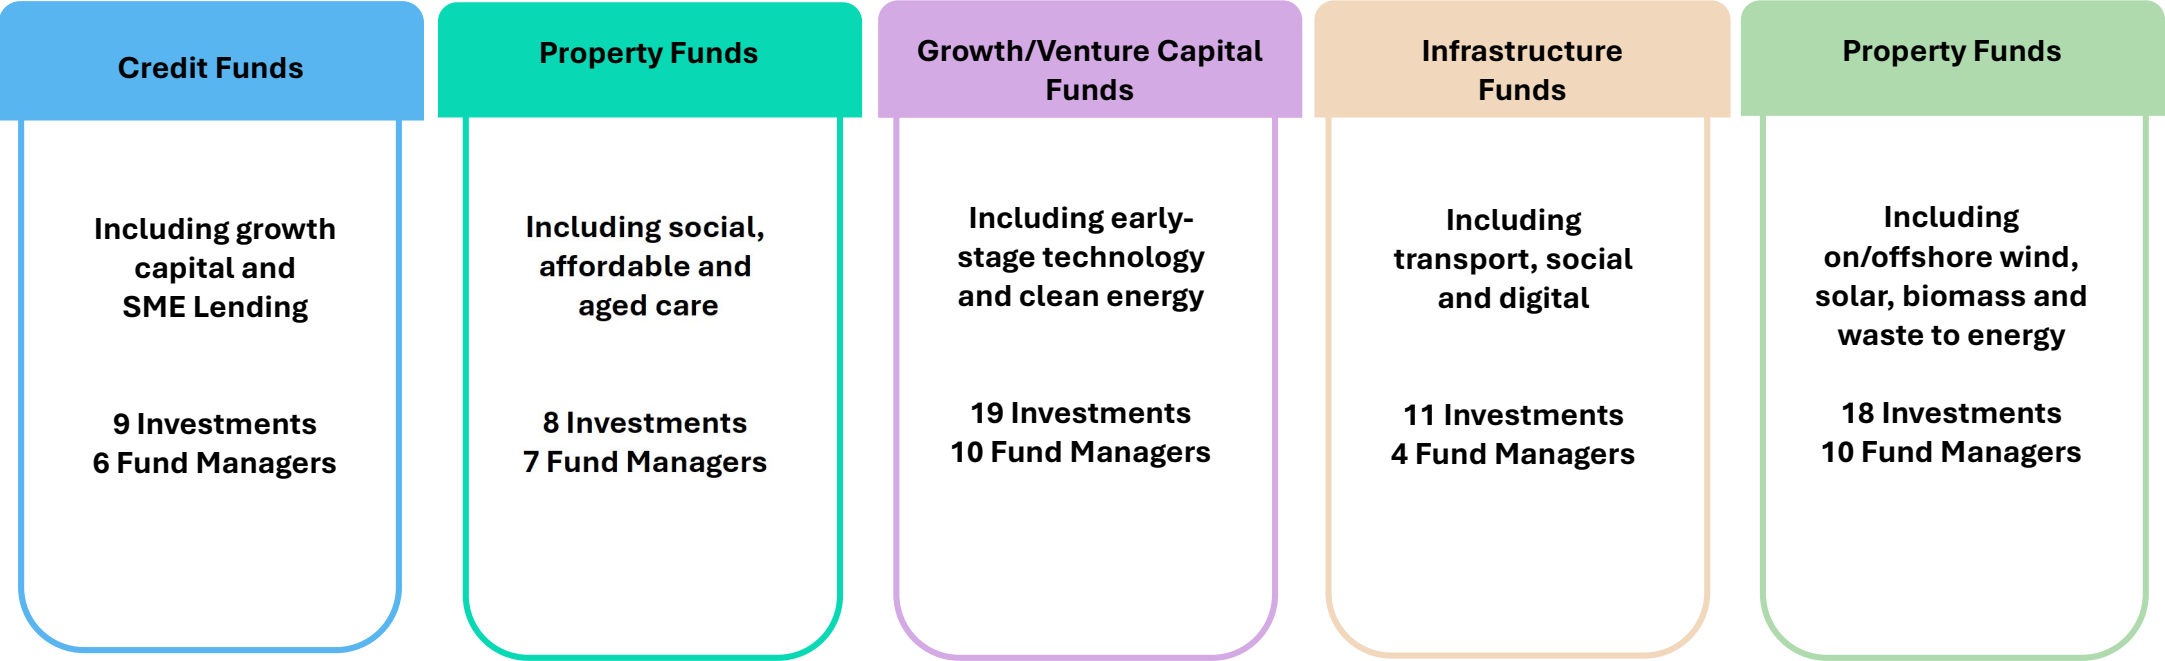 Credit Funds
Including growth
capital and
SME Lending
9 Investments
6 Fund Managers
Property Funds
Including social,
affordable and
aged care
8 Investments
7 Fund Managers
Growth/Venture Capital
Funds
Including early-
stage technology
and clean energy
19 Investments
10 Fund Managers
Infrastructure
Funds
Including
transport, social
and digital
11 Investments
4 Fund Managers
Property Funds
Including
on/offshore wind,
solar, biomass and
waste to energy
18 Investments
10 Fund Managers